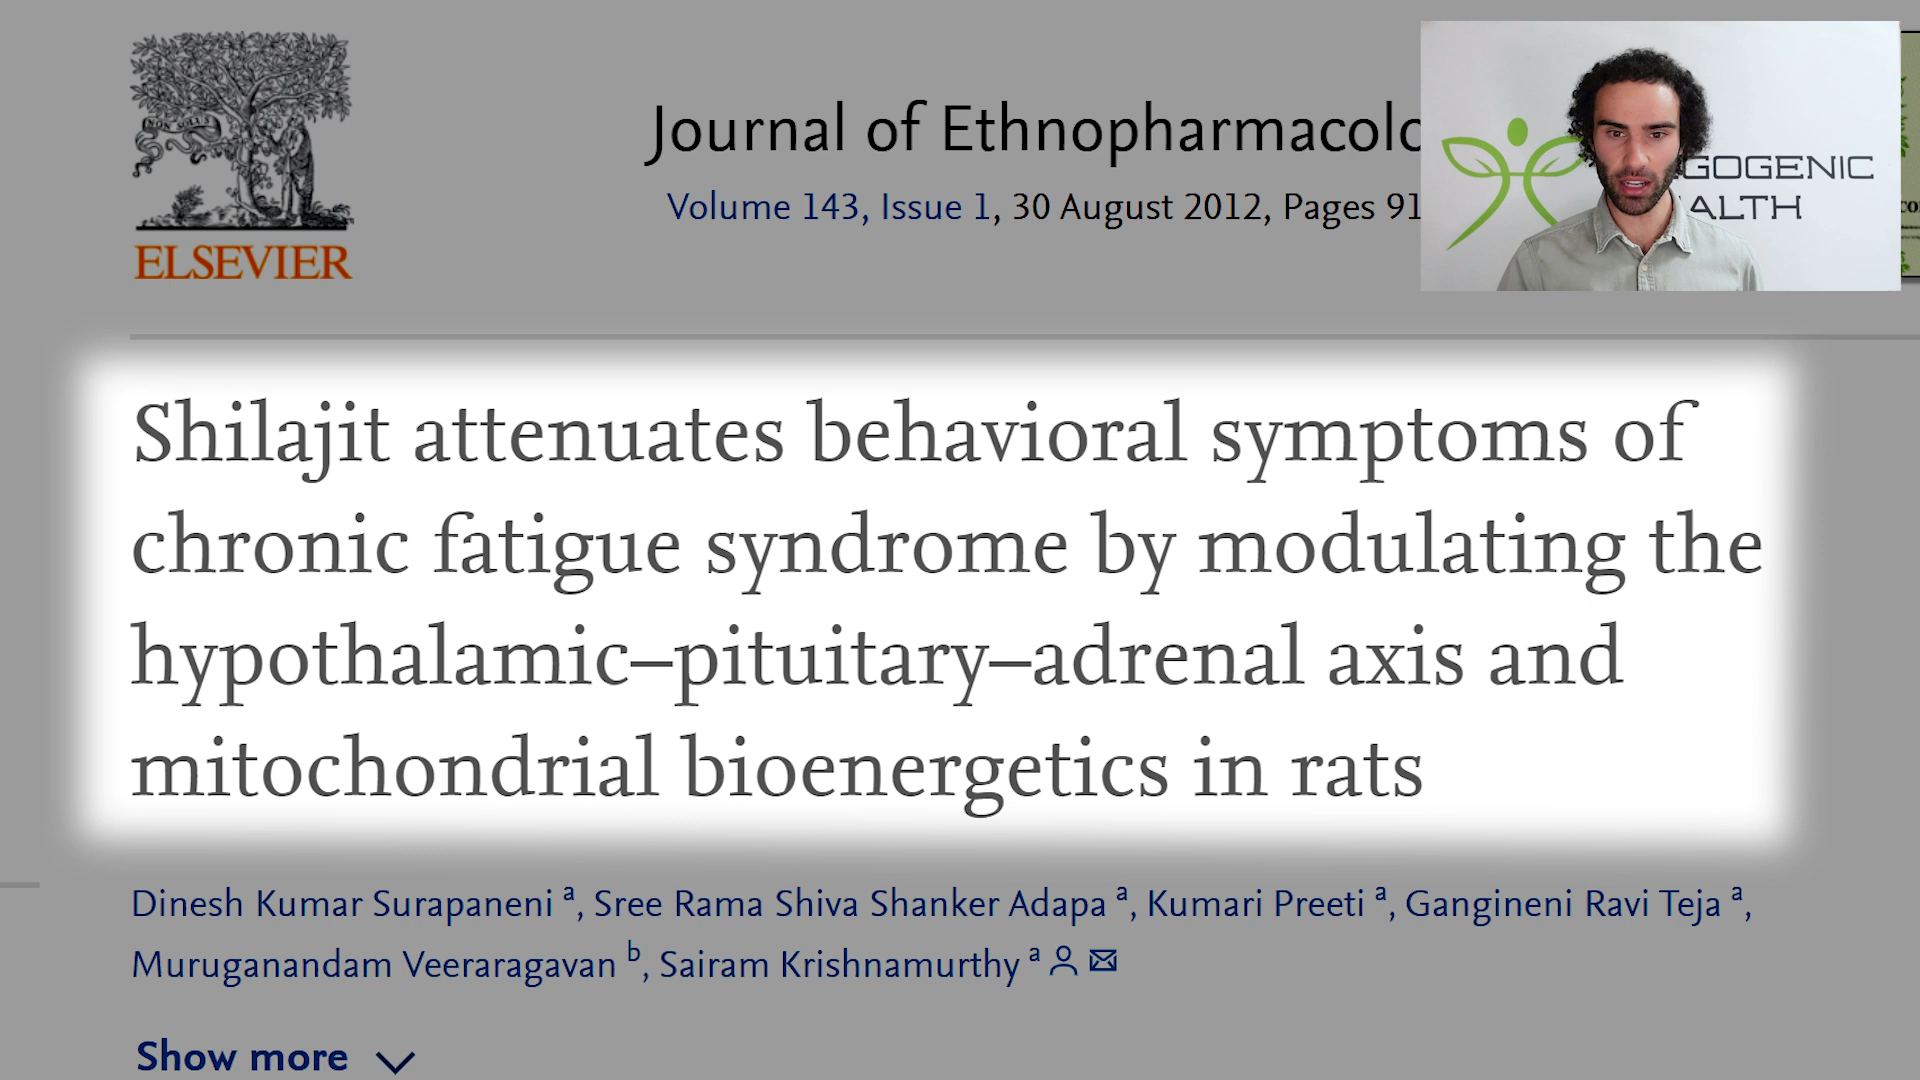 NON SOLUS
ELSEVIER
Journal of Ethnopharmacolo
Volume 143, Issue 1, 30 August 2012, Pages 91
GOGENIC
ALTH
Shilajit attenuates behavioral symptoms of
chronic fatigue syndrome by modulating the
hypothalamic–pituitary–adrenal axis and
mitochondrial bioenergetics in rats
Dinesh Kumar Surapaneni a, Sree Rama Shiva Shanker Adapa a, Kumari Preeti a, Gangineni Ravi Teja a,
Muruganandam Veeraragavan b, Sairam Krishnamurthy a
Show more